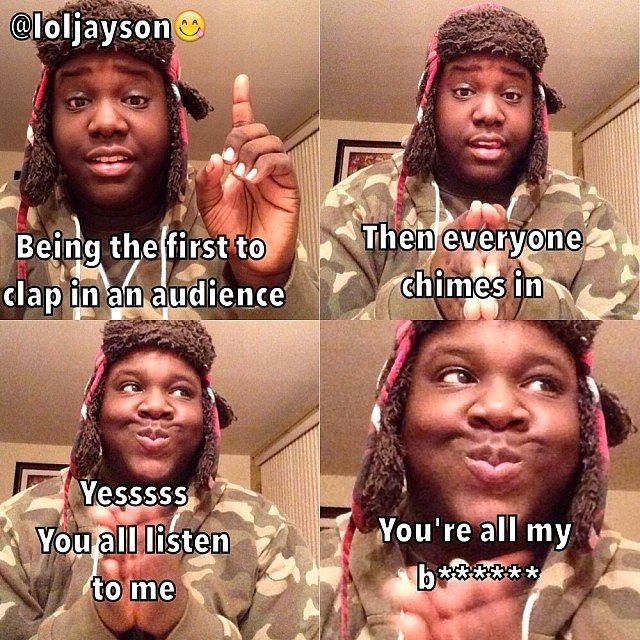 @loljayson😋
Being the first to
clap in an audience
Then everyone
chimes in
Yesssss
You all listen
to me
You're all my
b******